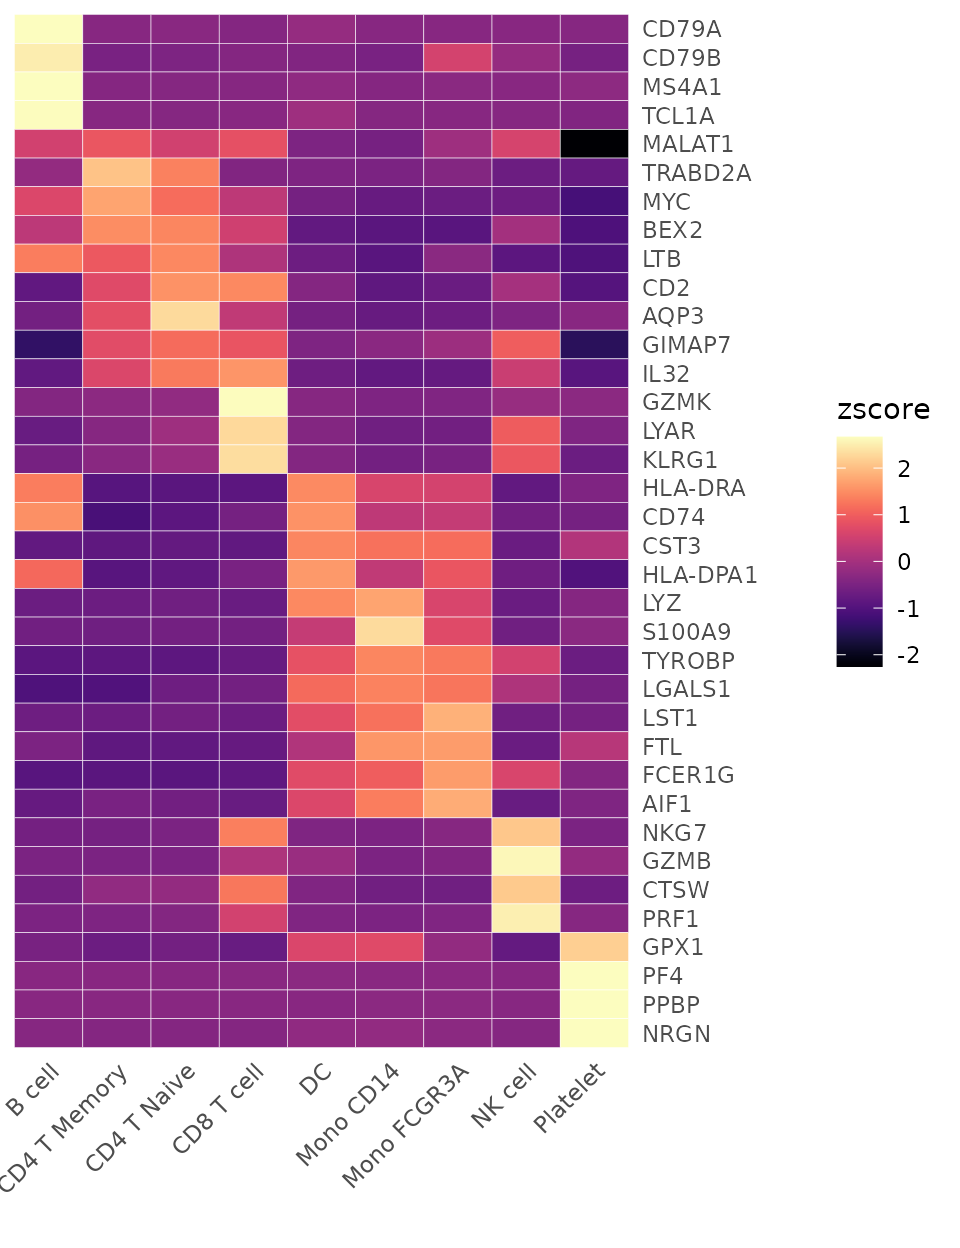 CD79A
CD79B
MS4A1
TCL1A
MALAT1
TRABD2A
MYC
BEX2
LTB
CD2
AQP3
GIMAP7
IL32
GZMK
LYAR
KLRG1
HLA-DRA
CD74
CST3
HLA-DPA1
LYZ
S100A9
TYROBP
LGALS1
LST1
FTL
FCER1G
AIF1
NKG7
GZMB
CTSW
PRF1
GPX1
PF4
PPBP
NRGN
B cell
CD4 T Memory
CD4 T Naive
CD8 T cell
DC
Mono CD14
Mono FCGR3A
NK cell
Platelet
zscore
2
1
0
-1
-2